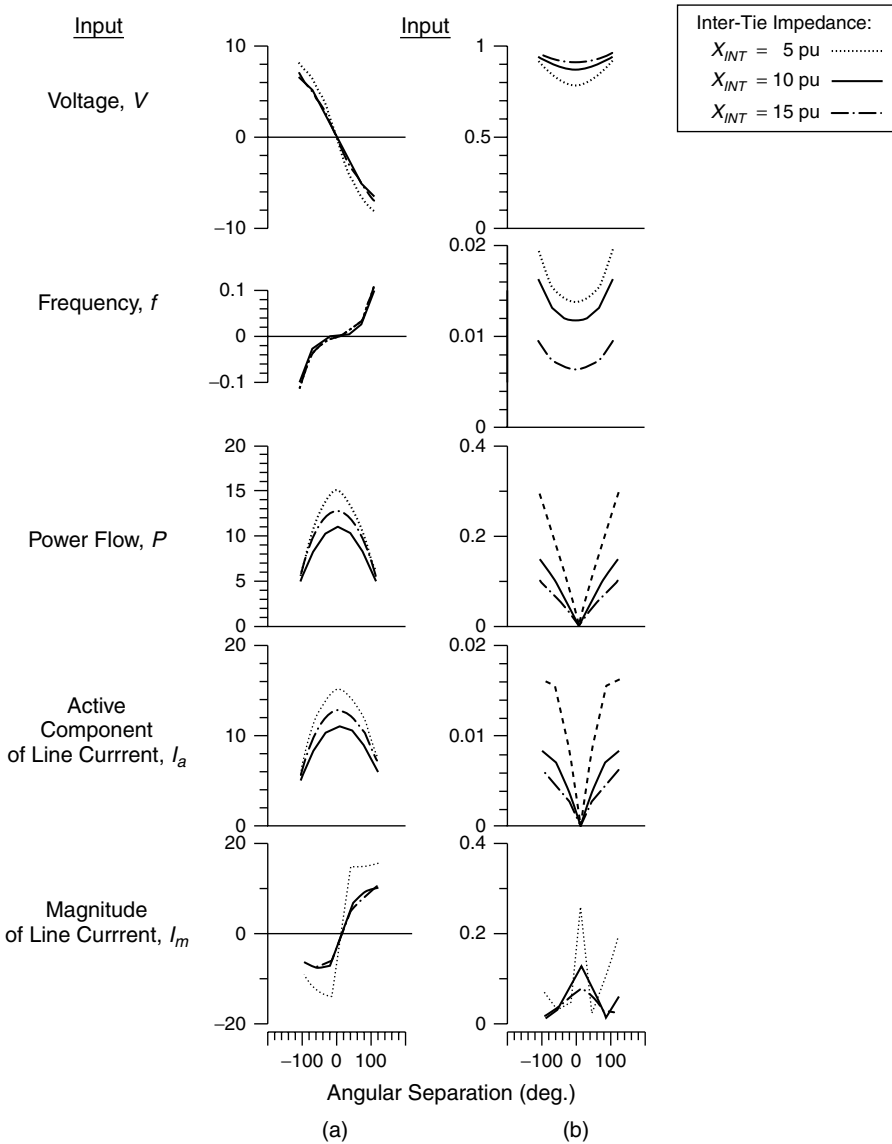 Input
Input
Inter-Tie Impedance:
X_INT = 5 pu
X_INT = 10 pu
X_INT = 15 pu
Voltage, V
10
0
–10
1
0.5
0
Frequency, f
0.1
0
–0.1
0.02
0.01
0
Power Flow, P
20
15
10
5
0
0.4
0.2
0
Active
Component
of Line Currrent, I_a
20
10
0
0.02
0.01
0
Magnitude
of Line Currrent, I_m
20
0
–20
0.4
0.2
0
–100 0 100
–100 0 100
Angular Separation (deg.)
(a)
(b)